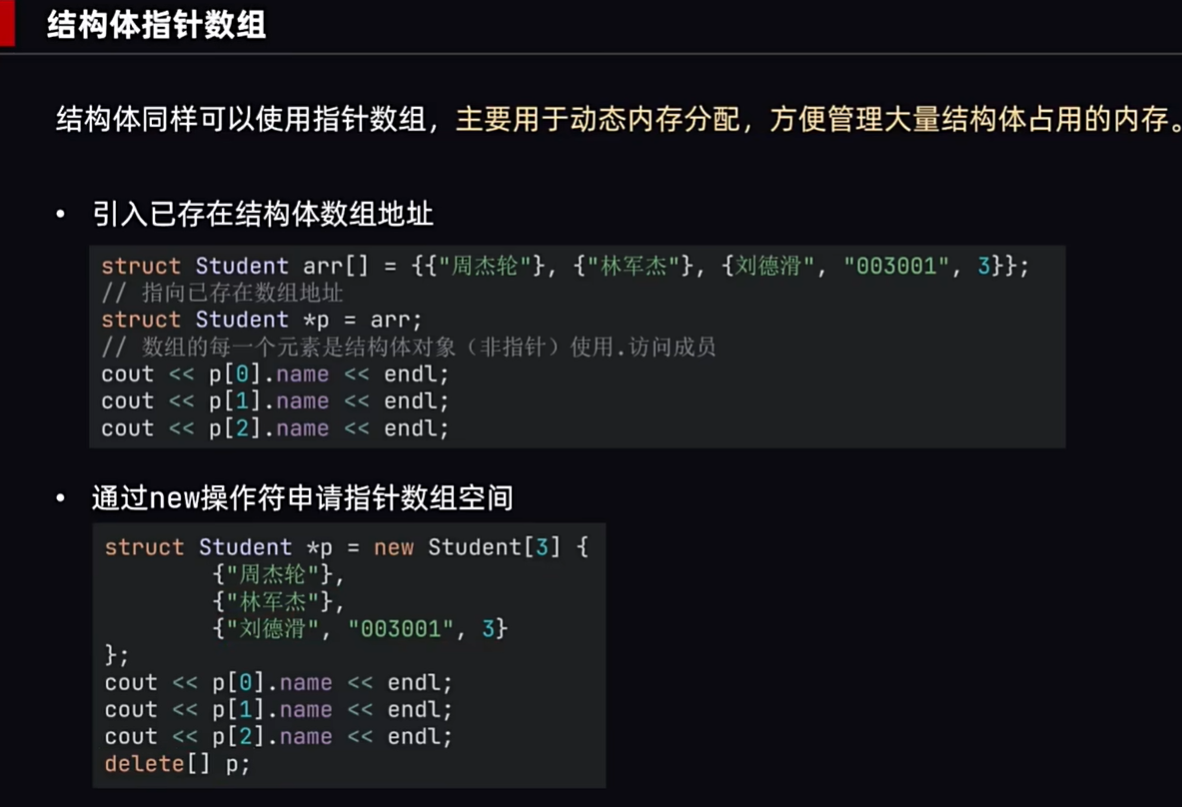 结构体指针数组
结构体同样可以使用指针数组，主要用于动态内存分配，方便管理大量结构体占用的内存。
• 引入已存在结构体数组地址
struct Student arr[] = {{"周杰轮"}, {"林军杰"}, {刘德滑", "003001", 3}};
// 指向已存在数组地址
struct Student *p = arr;
// 数组的每一个元素是结构体对象（非指针）使用.访问成员
cout << p[0].name << endl;
cout << p[1].name << endl;
cout << p[2].name << endl;
• 通过new操作符申请指针数组空间
struct Student *p = new Student[3] {
{"周杰轮"},
{"林军杰"},
{"刘德滑", "003001", 3}
};
cout << p[0].name << endl;
cout << p[1].name << endl;
cout << p[2].name << endl;
delete[] p;